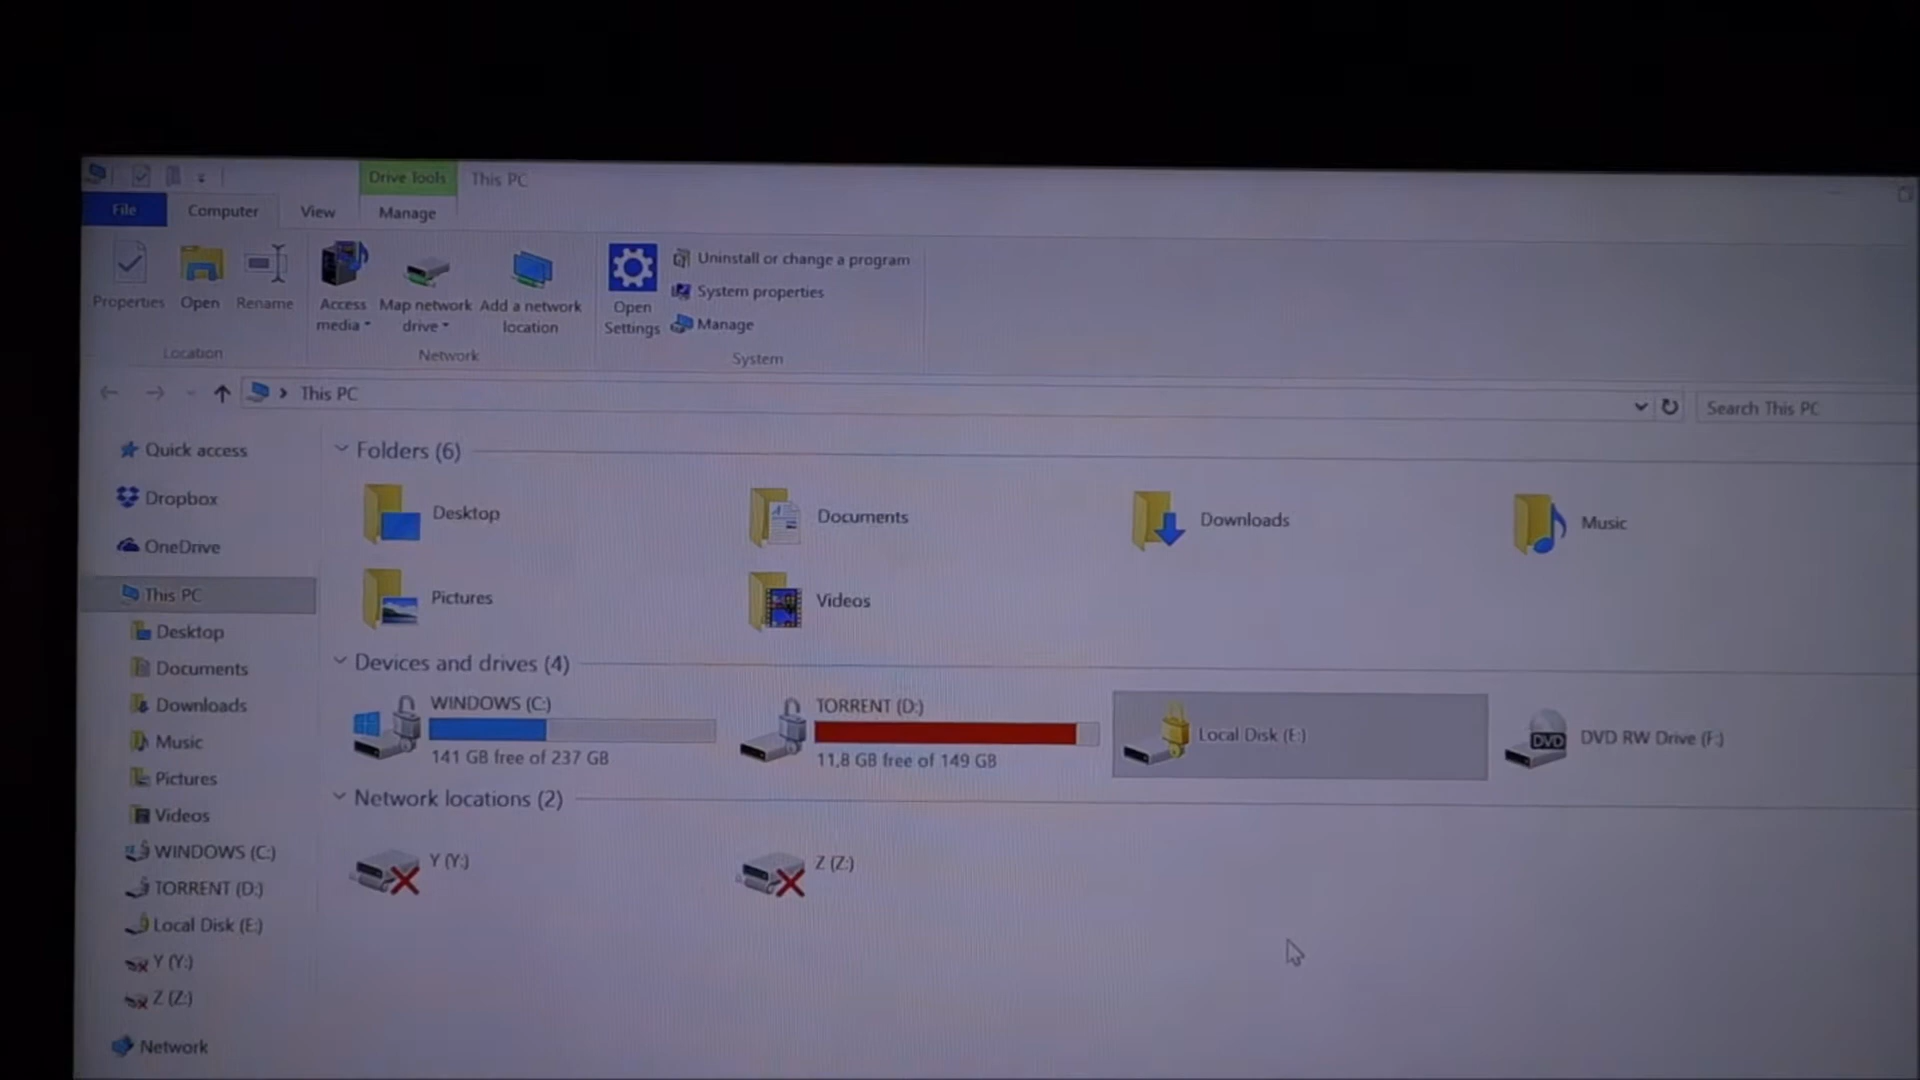 Drive Tools This PC
File Computer View Manage
Properties Open Rename Access media Map network drive Add a network location Open Settings Uninstall or change a program
System properties
Manage
Location Network System
This PC Search This PC
Quick access
Dropbox
OneDrive
This PC
Desktop
Documents
Downloads
Music
Pictures
Videos
WINDOWS (C:)
TORRENT (D:)
Local Disk (E:)
Y (Y:)
Z (Z:)
Network
Folders (6)
Desktop Documents Downloads Music
Pictures Videos
Devices and drives (4)
WINDOWS (C:)
141 GB free of 237 GB
TORRENT (D:)
11,8 GB free of 149 GB
Local Disk (E:)
DVD DVD RW Drive (F:)
Network locations (2)
Y (Y:) Z (Z:)